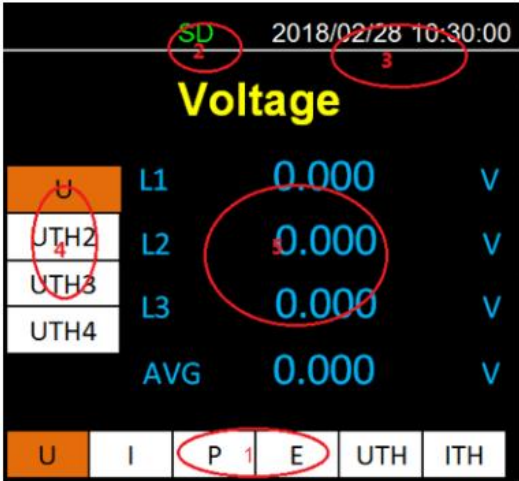 SD 2018/02/28 10:30:00
2 3
Voltage
U L1 0.000 V
UTH2 L2 0.000 V
4 5
UTH3 L3 0.000 V
UTH4
AVG 0.000 V
U I P 1 E UTH ITH